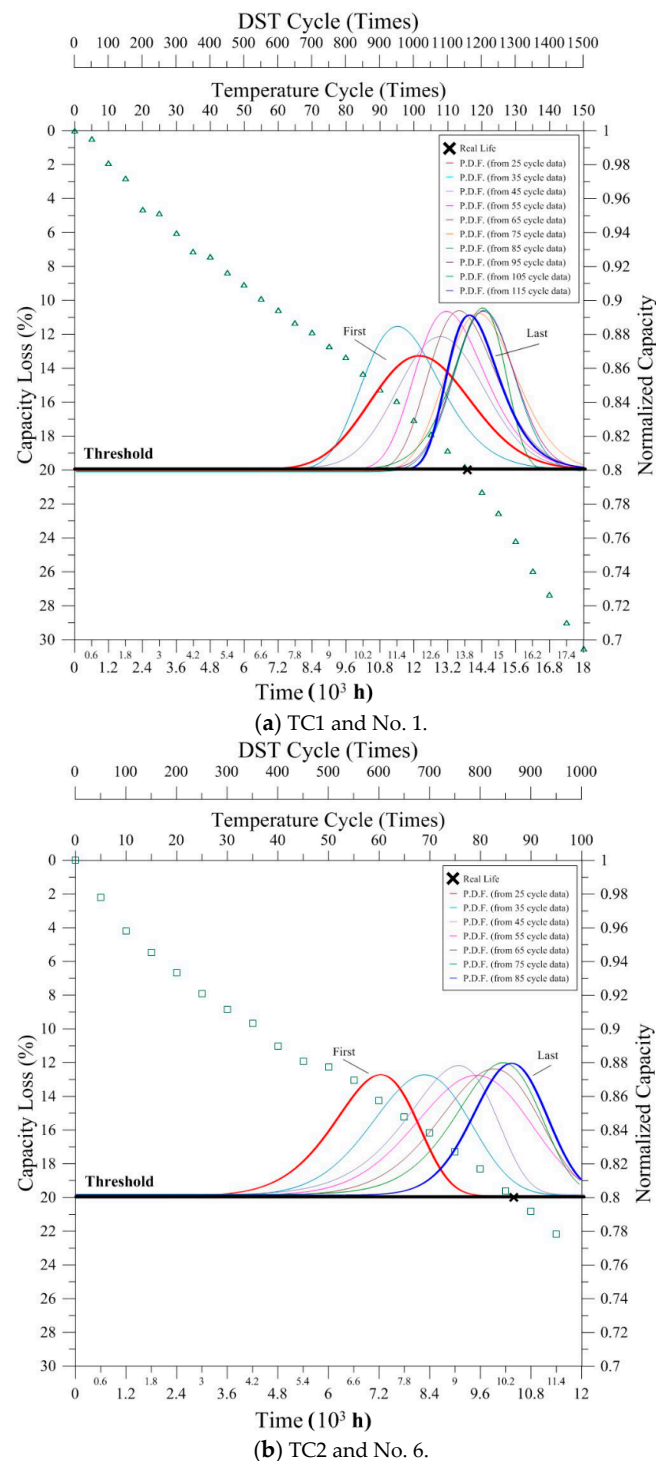 DST Cycle (Times)
0 100 200 300 400 500 600 700 800 900 1000 1100 1200 1300 1400 1500
Temperature Cycle (Times)
0 10 20 30 40 50 60 70 80 90 100 110 120 130 140 150
Capacity Loss (%)
0
2
4
6
8
10
12
14
16
18
20
22
24
26
28
30
Real Life
P.D.F. (from 25 cycle data)
P.D.F. (from 35 cycle data)
P.D.F. (from 45 cycle data)
P.D.F. (from 55 cycle data)
P.D.F. (from 65 cycle data)
P.D.F. (from 75 cycle data)
P.D.F. (from 85 cycle data)
P.D.F. (from 95 cycle data)
P.D.F. (from 105 cycle data)
P.D.F. (from 115 cycle data)
First
Last
Threshold
1
0.98
0.96
0.94
0.92
0.9
0.88
0.86
0.84
0.82
0.8
0.78
0.76
0.74
0.72
0.7
Normalized Capacity
0.6 1.8 3 4.2 5.4 6.6 7.8 9 10.2 11.4 12.6 13.8 15 16.2 17.4
0 1.2 2.4 3.6 4.8 6 7.2 8.4 9.6 10.8 12 13.2 14.4 15.6 16.8 18
Time (10³ h)
(a) TC1 and No. 1.
DST Cycle (Times)
0 100 200 300 400 500 600 700 800 900 1000
Temperature Cycle (Times)
0 10 20 30 40 50 60 70 80 90 100
Capacity Loss (%)
0
2
4
6
8
10
12
14
16
18
20
22
24
26
28
30
Real Life
P.D.F. (from 25 cycle data)
P.D.F. (from 35 cycle data)
P.D.F. (from 45 cycle data)
P.D.F. (from 55 cycle data)
P.D.F. (from 65 cycle data)
P.D.F. (from 75 cycle data)
P.D.F. (from 85 cycle data)
First
Last
Threshold
1
0.98
0.96
0.94
0.92
0.9
0.88
0.86
0.84
0.82
0.8
0.78
0.76
0.74
0.72
0.7
Normalized Capacity
0.6 1.8 3 4.2 5.4 6.6 7.8 9 10.2 11.4
0 1.2 2.4 3.6 4.8 6 7.2 8.4 9.6 10.8 12
Time (10³ h)
(b) TC2 and No. 6.